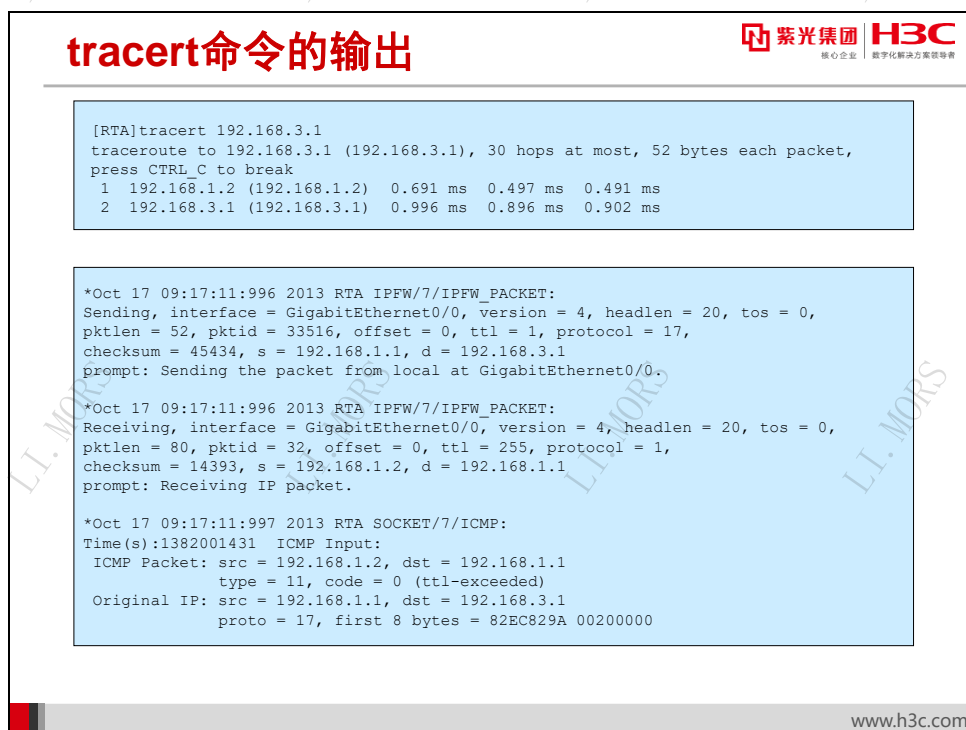 tracert命令的输出
紫光集团 H3C
核心企业 数字化解决方案领导者
[RTA]tracert 192.168.3.1
traceroute to 192.168.3.1 (192.168.3.1), 30 hops at most, 52 bytes each packet,
press CTRL_C to break
1 192.168.1.2 (192.168.1.2) 0.691 ms 0.497 ms 0.491 ms
2 192.168.3.1 (192.168.3.1) 0.996 ms 0.896 ms 0.902 ms
*Oct 17 09:17:11:996 2013 RTA IPFW/7/IPFW_PACKET:
Sending, interface = GigabitEthernet0/0, version = 4, headlen = 20, tos = 0,
pktlen = 52, pktid = 33516, offset = 0, ttl = 1, protocol = 17,
checksum = 45434, s = 192.168.1.1, d = 192.168.3.1
prompt: Sending the packet from local at GigabitEthernet0/0.
*Oct 17 09:17:11:996 2013 RTA IPFW/7/IPFW_PACKET:
Receiving, interface = GigabitEthernet0/0, version = 4, headlen = 20, tos = 0,
pktlen = 80, pktid = 32, offset = 0, ttl = 255, protocol = 1,
checksum = 14393, s = 192.168.1.2, d = 192.168.1.1
prompt: Receiving IP packet.
*Oct 17 09:17:11:997 2013 RTA SOCKET/7/ICMP:
Time(s):1382001431 ICMP Input:
ICMP Packet: src = 192.168.1.2, dst = 192.168.1.1
type = 11, code = 0 (ttl-exceeded)
Original IP: src = 192.168.1.1, dst = 192.168.3.1
proto = 17, first 8 bytes = 82EC829A 00200000
LI.MORS
LI.MORS
LI.MORS
LI.MORS
www.h3c.com